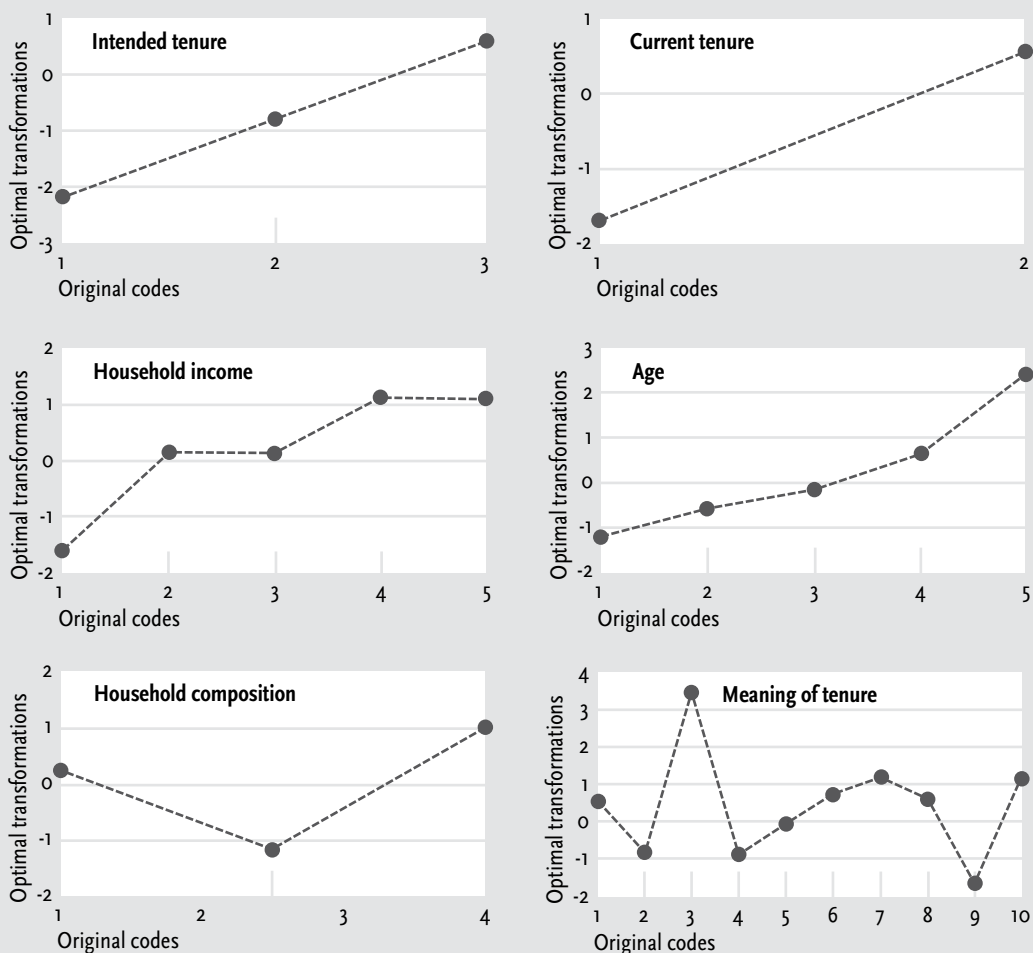 Intended tenure
Optimal transformations
1
0
-1
-2
-3
1 2 3
Original codes
Current tenure
Optimal transformations
1
0
-1
-2
1 2
Original codes
Household income
Optimal transformations
2
1
0
-1
-2
1 2 3 4 5
Original codes
Age
Optimal transformations
3
2
1
0
-1
-2
1 2 3 4 5
Original codes
Household composition
Optimal transformations
2
1
0
-1
-2
1 2 3 4
Original codes
Meaning of tenure
Optimal transformations
4
3
2
1
0
-1
-2
1 2 3 4 5 6 7 8 9 10
Original codes